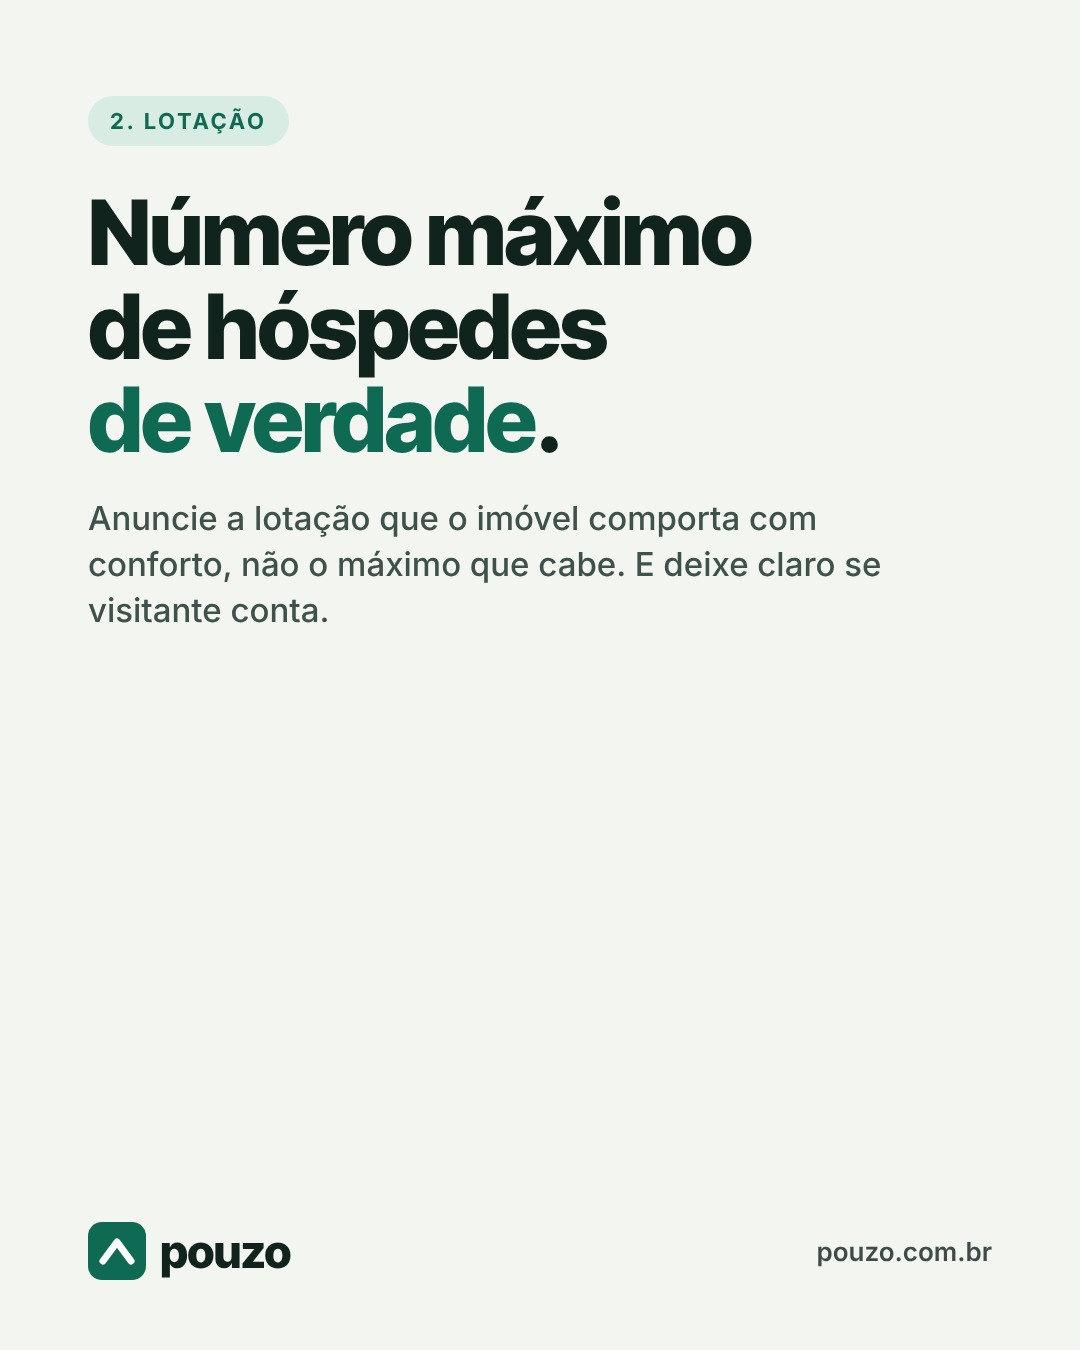 2. LOTAÇÃO
Número máximo
de hóspedes
de verdade.
Anuncie a lotação que o imóvel comporta com
conforto, não o máximo que cabe. E deixe claro se
visitante conta.
pouzo
pouzo.com.br